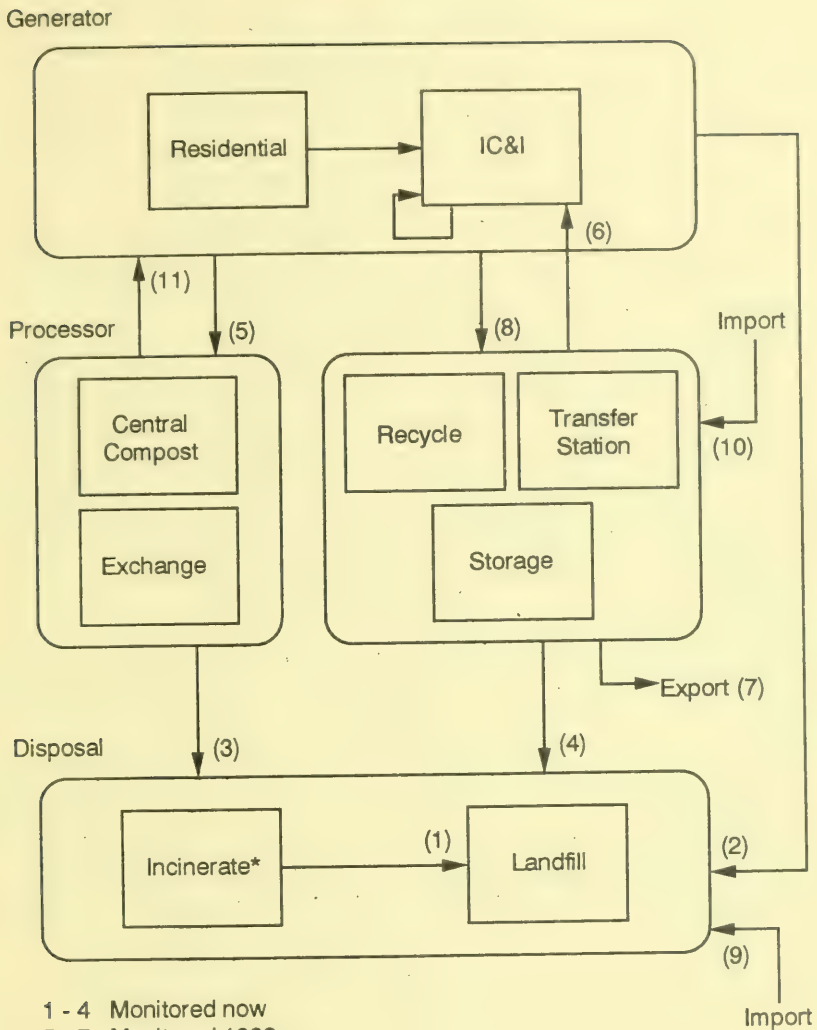 Generator
Residential
IC&I
(6)
(11)
(5)
(8)
Processor
Import
Central
Compost
Recycle
Transfer
Station
(10)
Exchange
Storage
Export (7)
Disposal
(3)
(4)
Incinerate*
(1)
Landfill
(2)
(9)
1 - 4 Monitored now
Import